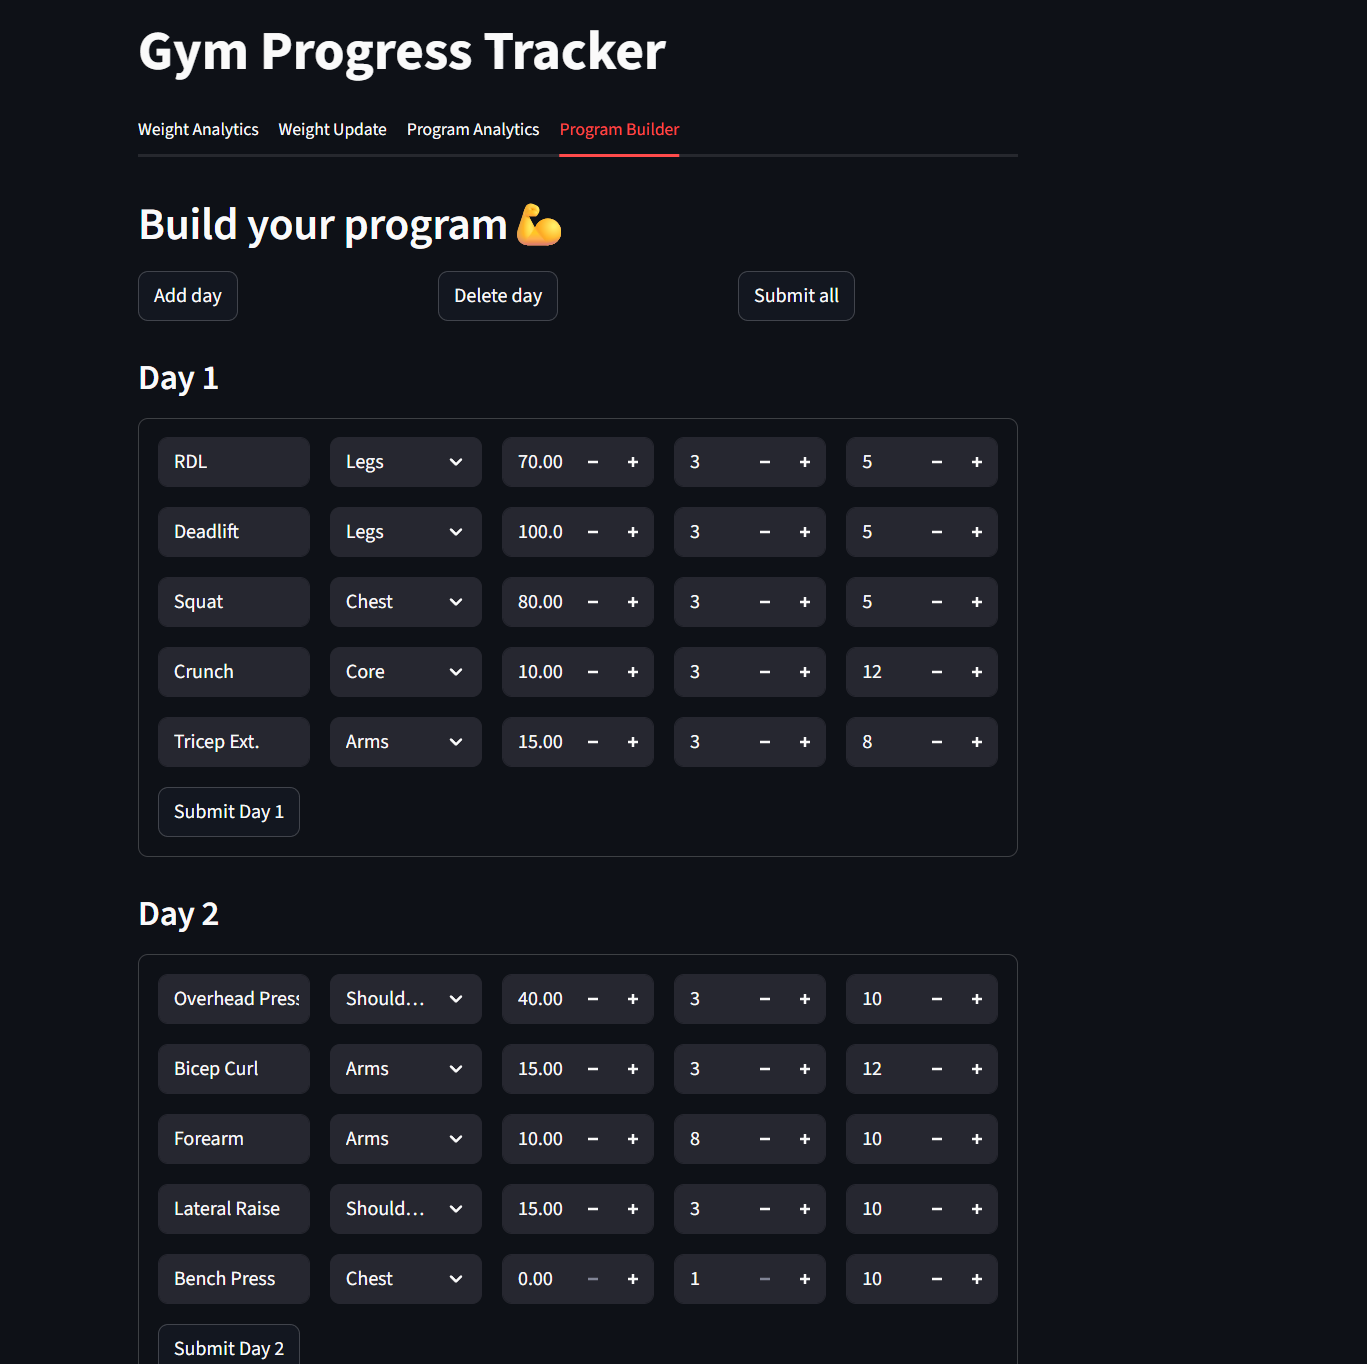 Gym Progress Tracker
Weight Analytics Weight Update Program Analytics Program Builder
Build your program 💪
Add day Delete day Submit all
Day 1
RDL Legs 70.00 − + 3 − + 5 − +
Deadlift Legs 100.0 − + 3 − + 5 − +
Squat Chest 80.00 − + 3 − + 5 − +
Crunch Core 10.00 − + 3 − + 12 − +
Tricep Ext. Arms 15.00 − + 3 − + 8 − +
Submit Day 1
Day 2
Overhead Press Should... 40.00 − + 3 − + 10 − +
Bicep Curl Arms 15.00 − + 3 − + 12 − +
Forearm Arms 10.00 − + 8 − + 10 − +
Lateral Raise Should... 15.00 − + 3 − + 10 − +
Bench Press Chest 0.00 − + 1 − + 10 − +
Submit Day 2